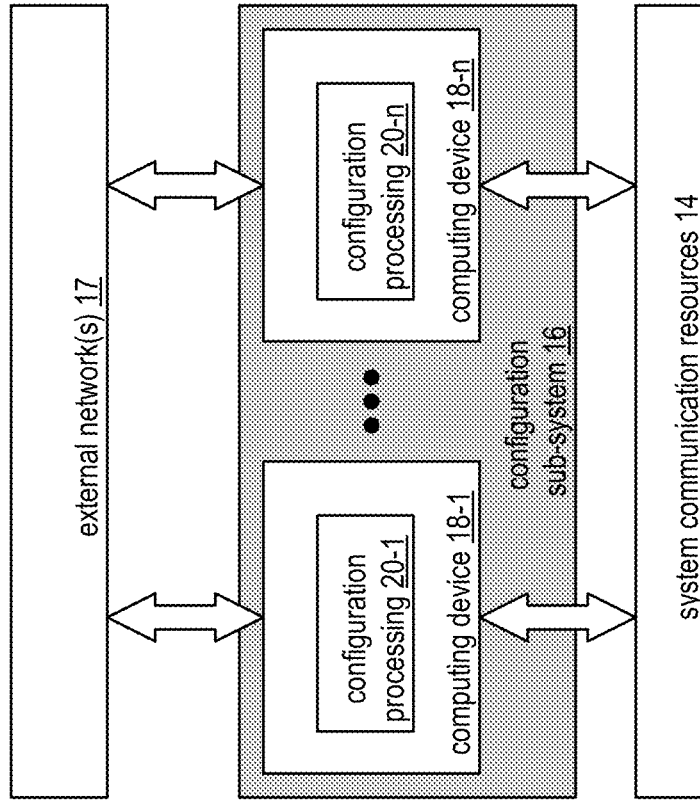 external network(s) 17
configuration
processing 20-1
computing device 18-1
configuration
processing 20-n
computing device 18-n
configuration
sub-system 16
system communication resources 14